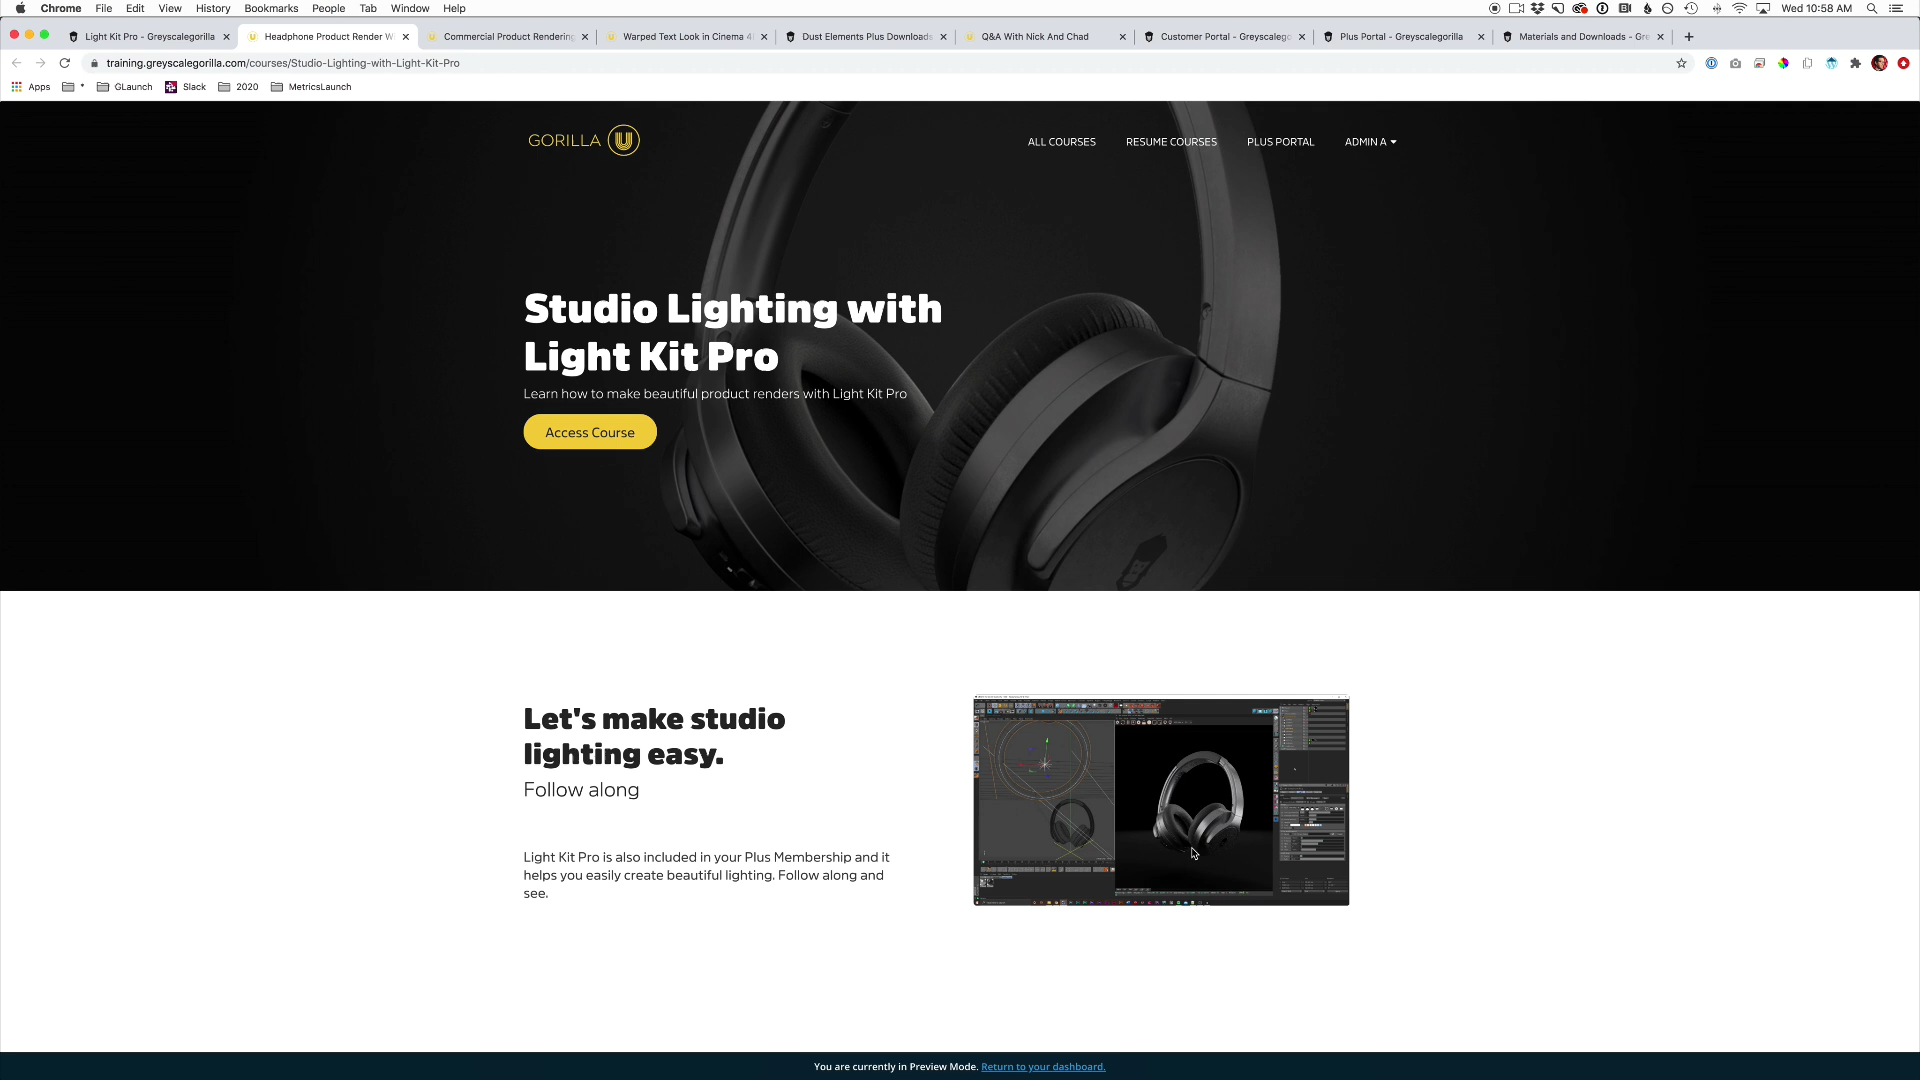 Chrome File Edit View History Bookmarks People Tab Window Help
Wed 10:58 AM
Light Kit Pro - Greyscalegorilla
Headphone Product Render W
Commercial Product Rendering
Warped Text Look in Cinema 4
Dust Elements Plus Downloads
Q&A With Nick And Chad
Customer Portal - Greyscalego
Plus Portal - Greyscalegorilla
Materials and Downloads - Gre
training.greyscalegorilla.com/courses/Studio-Lighting-with-Light-Kit-Pro
Apps * GLaunch Slack 2020 MetricsLaunch
GORILLA U
ALL COURSES RESUME COURSES PLUS PORTAL ADMIN A
Studio Lighting with
Light Kit Pro
Learn how to make beautiful product renders with Light Kit Pro
Access Course
Let's make studio
lighting easy.
Follow along
Light Kit Pro is also included in your Plus Membership and it
helps you easily create beautiful lighting. Follow along and
see.
You are currently in Preview Mode. Return to your dashboard.